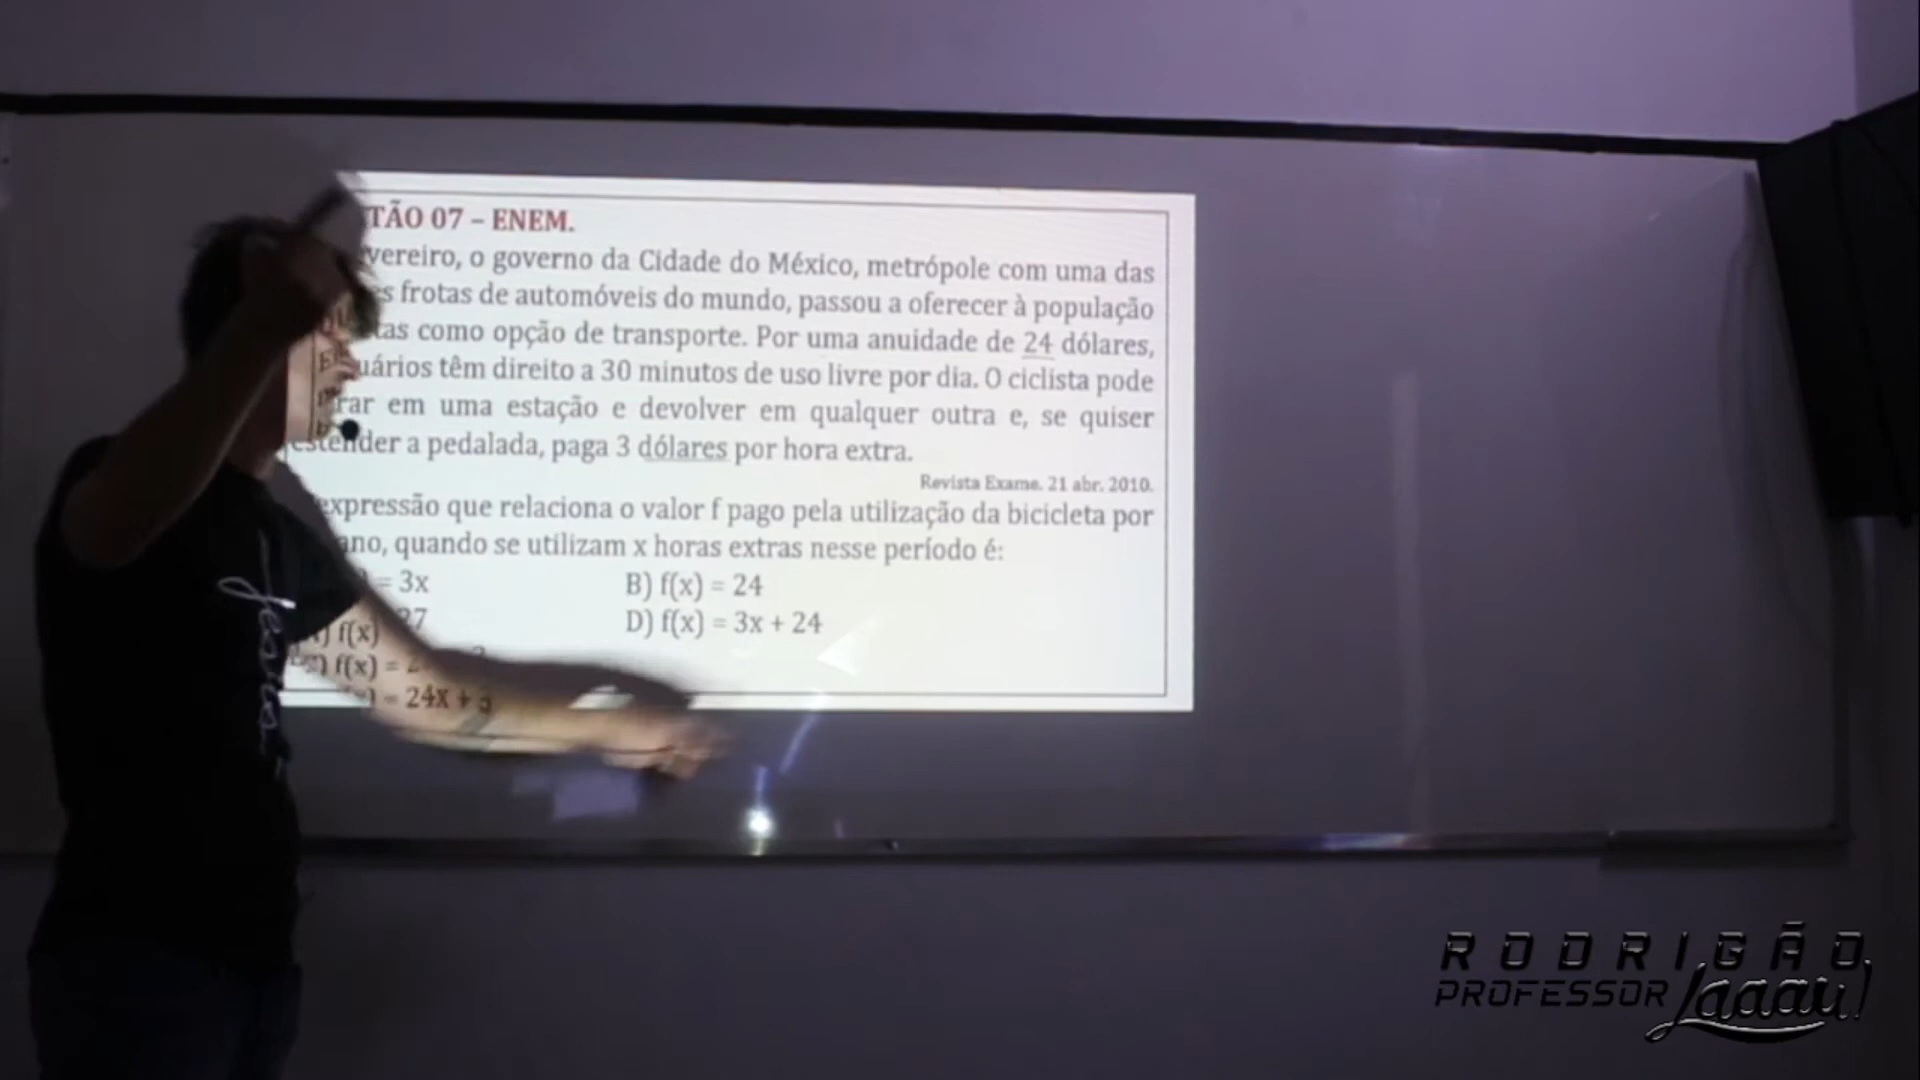 TÃO 07 – ENEM.
vereiro, o governo da Cidade do México, metrópole com uma das
s frotas de automóveis do mundo, passou a oferecer à população
tas como opção de transporte. Por uma anuidade de 24 dólares,
uários têm direito a 30 minutos de uso livre por dia. O ciclista pode
rar em uma estação e devolver em qualquer outra e, se quiser
estender a pedalada, paga 3 dólares por hora extra.
Revista Exame. 21 abr. 2010.
expressão que relaciona o valor f pago pela utilização da bicicleta por
ano, quando se utilizam x horas extras nesse período é:
= 3x
B) f(x) = 24
f(x) 27
D) f(x) = 3x + 24
) f(x) =
= 24x + 3
Jesus
RODRIGÃO
PROFESSOR Laaau!